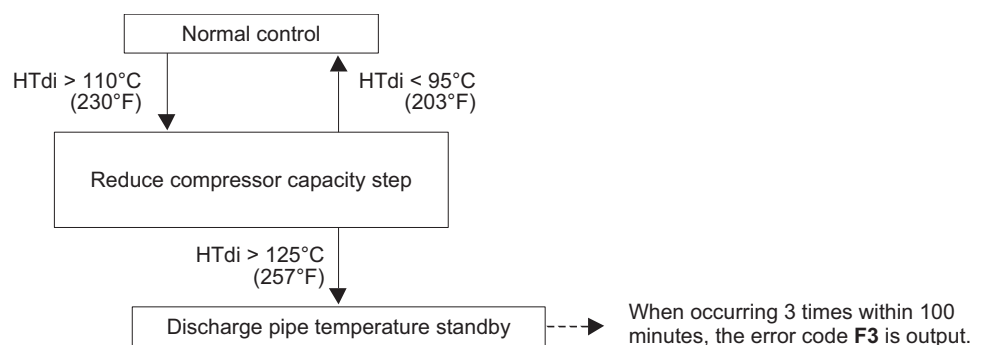 Normal control
HTdi > 110°C
(230°F)
HTdi < 95°C
(203°F)
Reduce compressor capacity step
HTdi > 125°C
(257°F)
Discharge pipe temperature standby
When occurring 3 times within 100
minutes, the error code F3 is output.